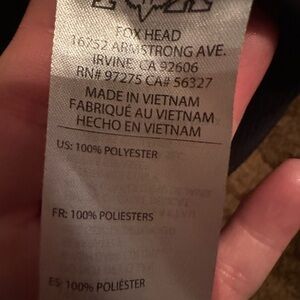 FOX HEAD
16752 ARMSTRONG AVE.
IRVINE, CA 92606
RN# 97275 CA# 56327
MADE IN VIETNAM
FABRIQUÉ AU VIETNAM
HECHO EN VIETNAM
US: 100% POLYESTER
FR: 100% POLIESTERS
ES: 100% POLIÉSTER